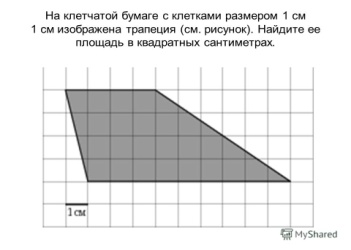 На клетчатой бумаге с клетками размером 1 см
1 см изображена трапеция (см. рисунок). Найдите ее
площадь в квадратных сантиметрах.
1 см
MyShared